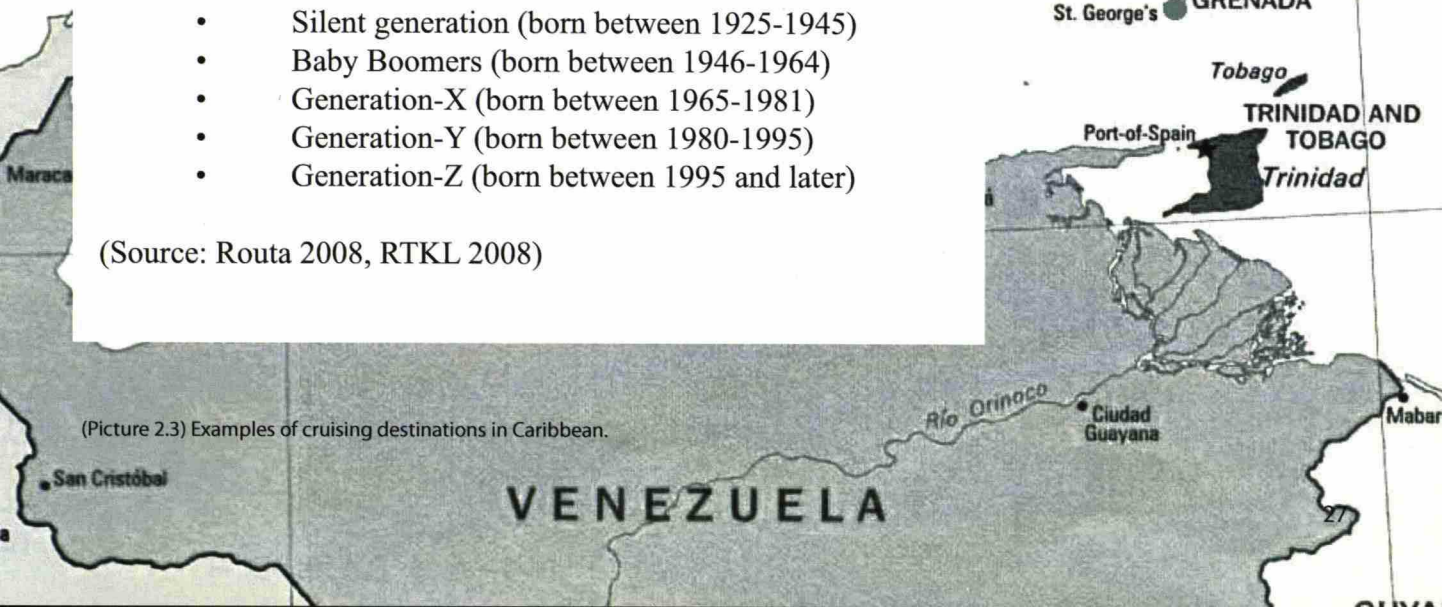 • Silent generation (born between 1925-1945)
• Baby Boomers (born between 1946-1964)
• Generation-X (born between 1965-1981)
• Generation-Y (born between 1980-1995)
• Generation-Z (born between 1995 and later)
(Source: Routa 2008, RTKL 2008)
St. George's
GRENADA
Tobago
TRINIDAD AND
TOBAGO
Port-of-Spain
Trinidad
Maraca
Río Orinoco
Ciudad
Guayana
Mabar
(Picture 2.3) Examples of cruising destinations in Caribbean.
San Cristóbal
VENEZUELA
27